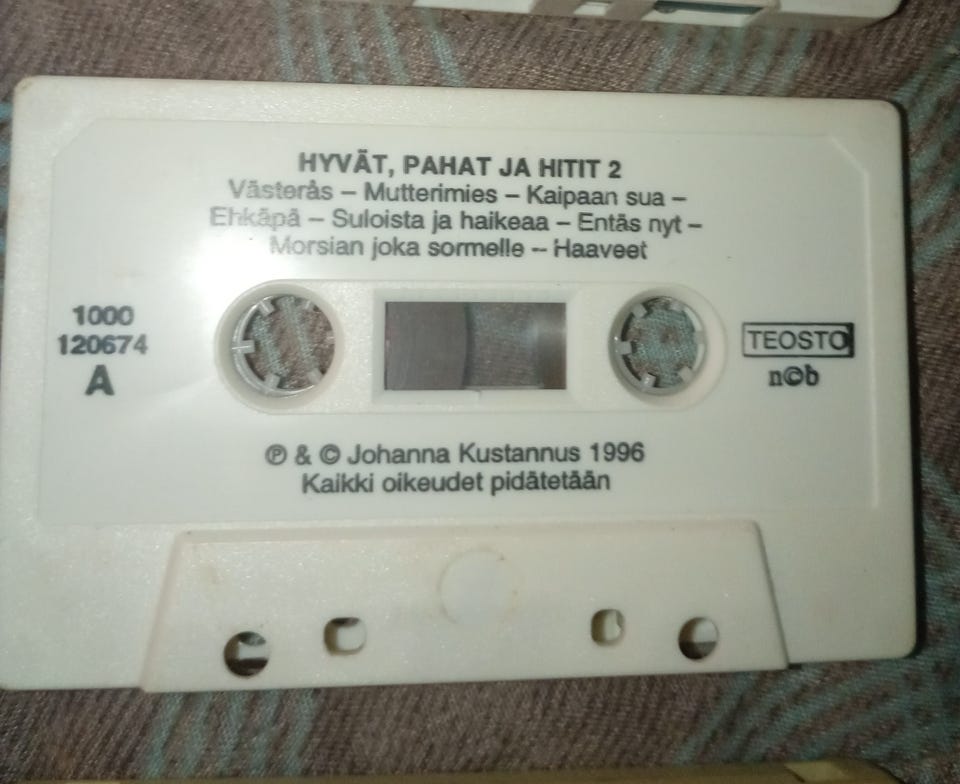 HYVÄT, PAHAT JA HITIT 2
Västerås – Mutterimies – Kaipaan sua –
Ehkäpä – Suloista ja haikeaa – Entäs nyt –
Morsian joka sormelle – Haaveet
1000
120674
A
TEOSTO
n©b
℗ & © Johanna Kustannus 1996
Kaikki oikeudet pidätetään